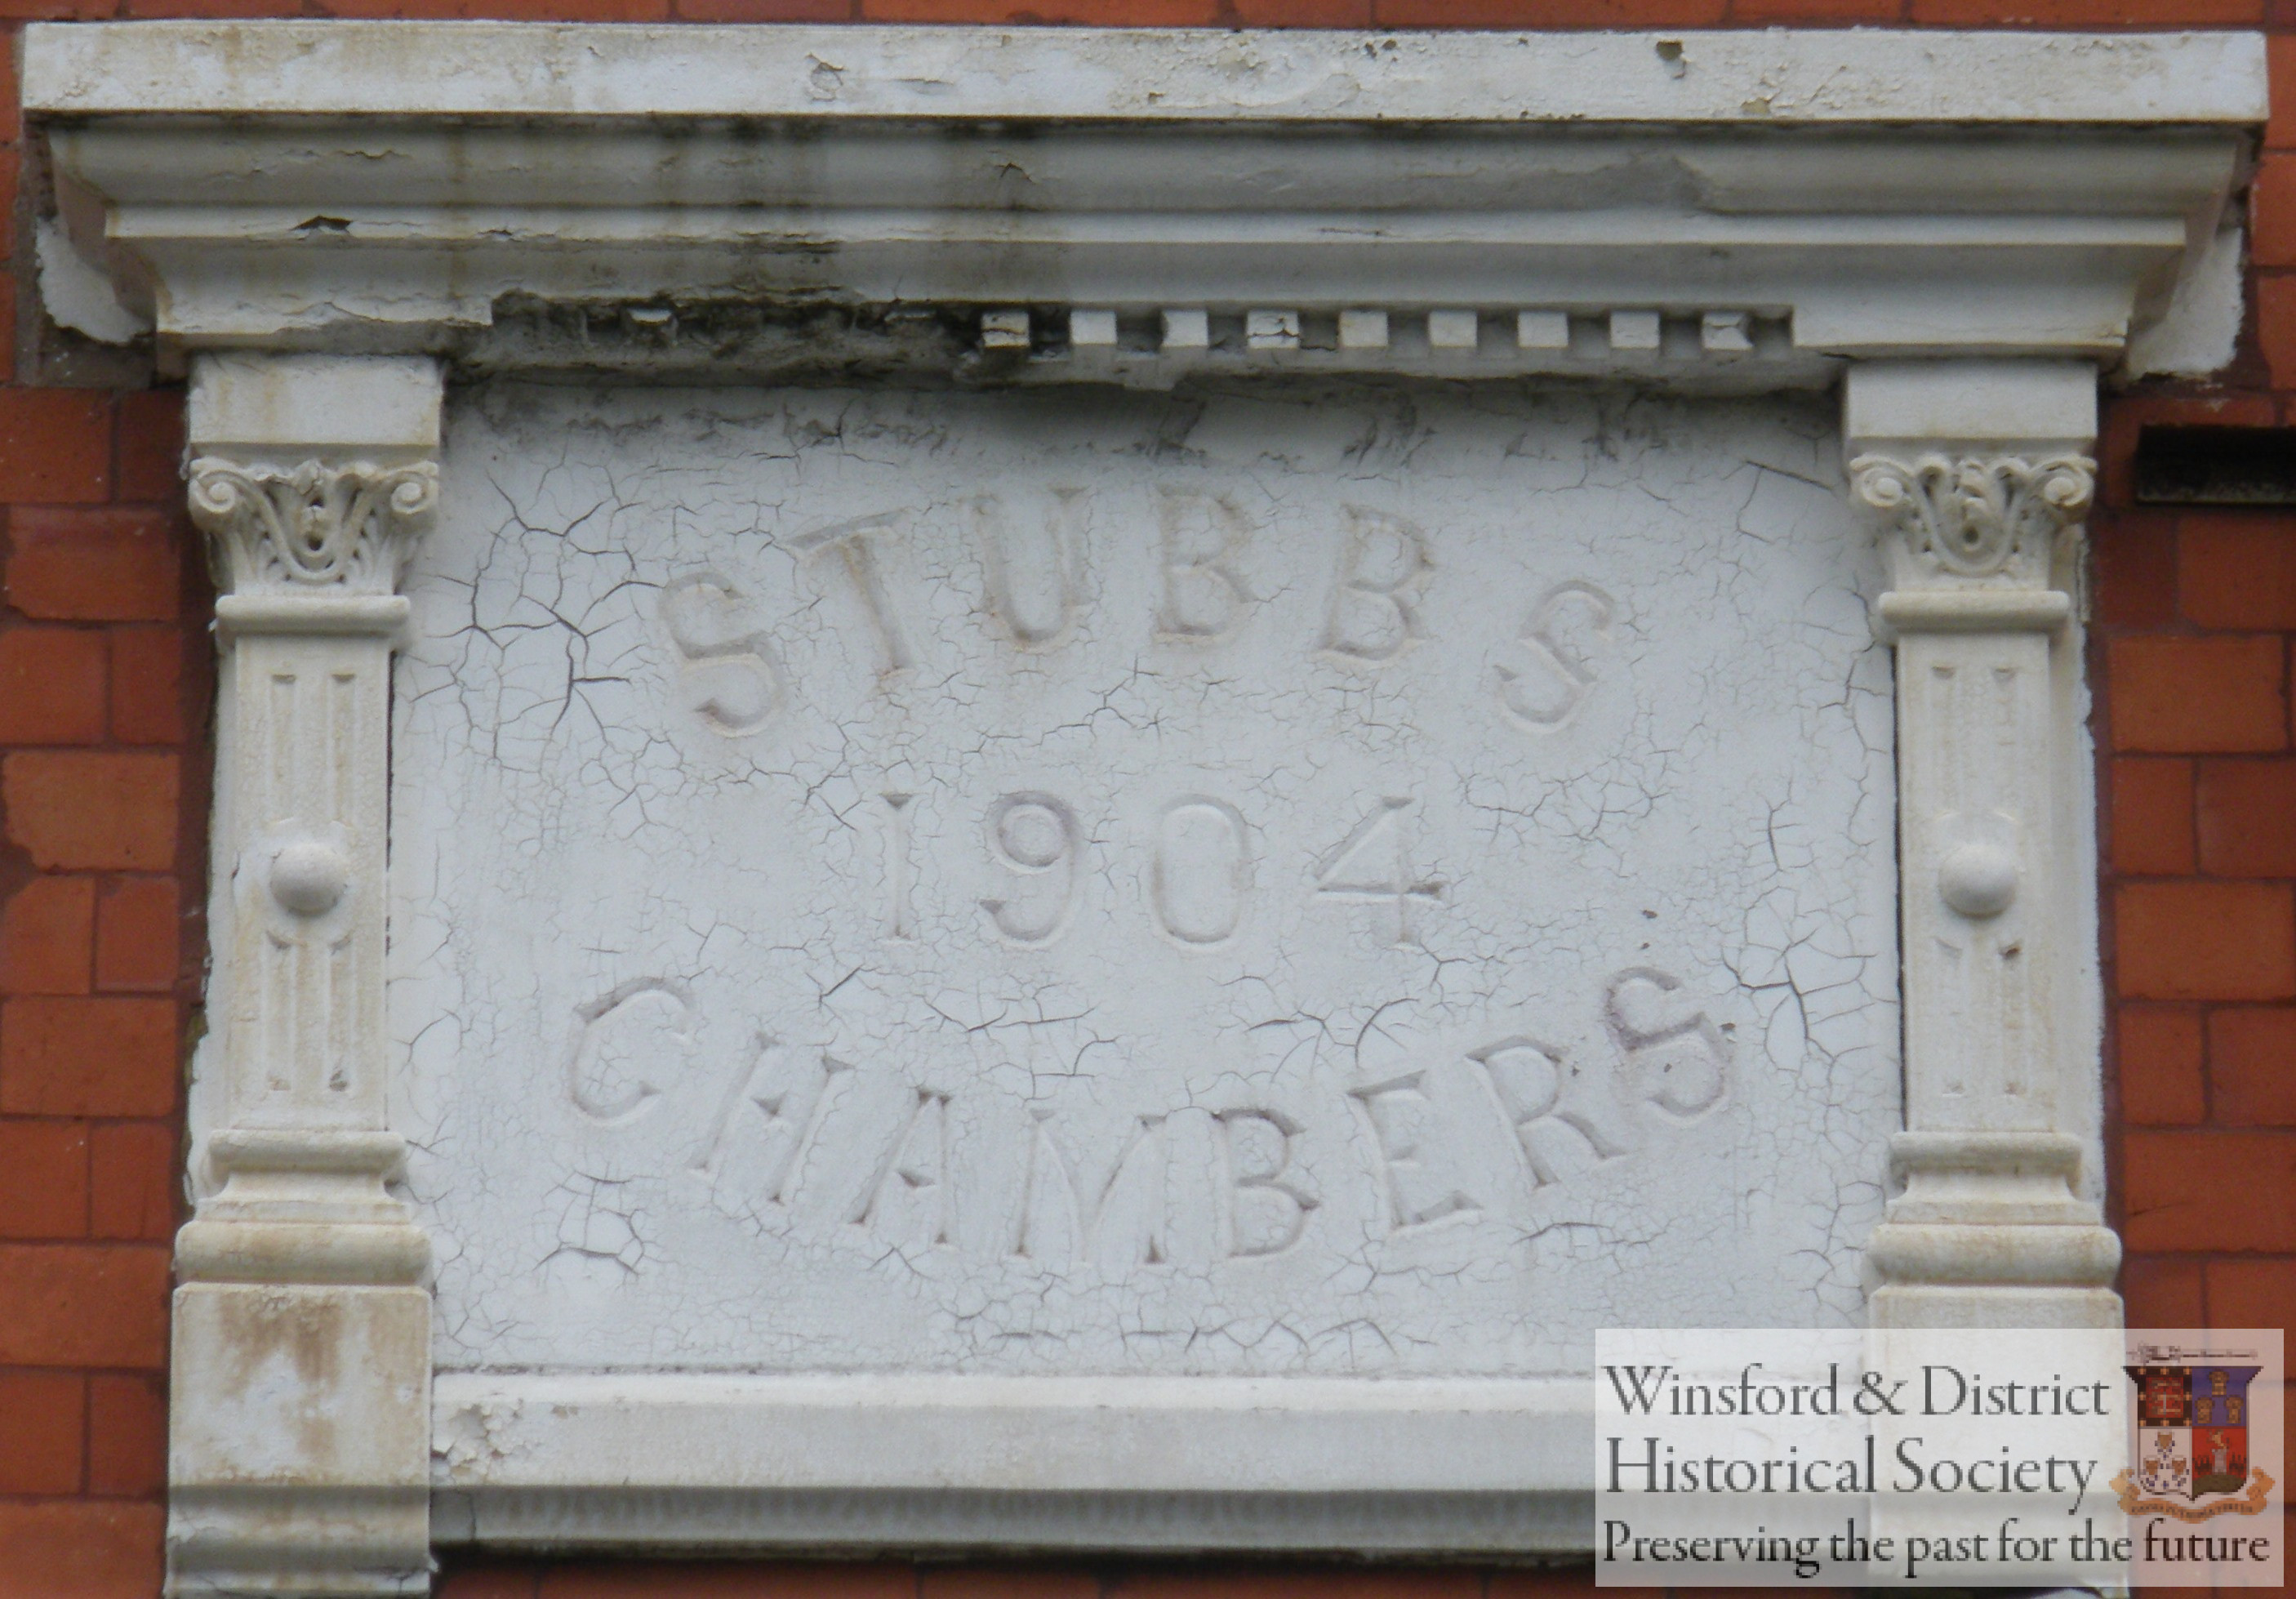 STUBBS
1904
CHAMBERS
Winsford & District
Historical Society
Preserving the past for the future